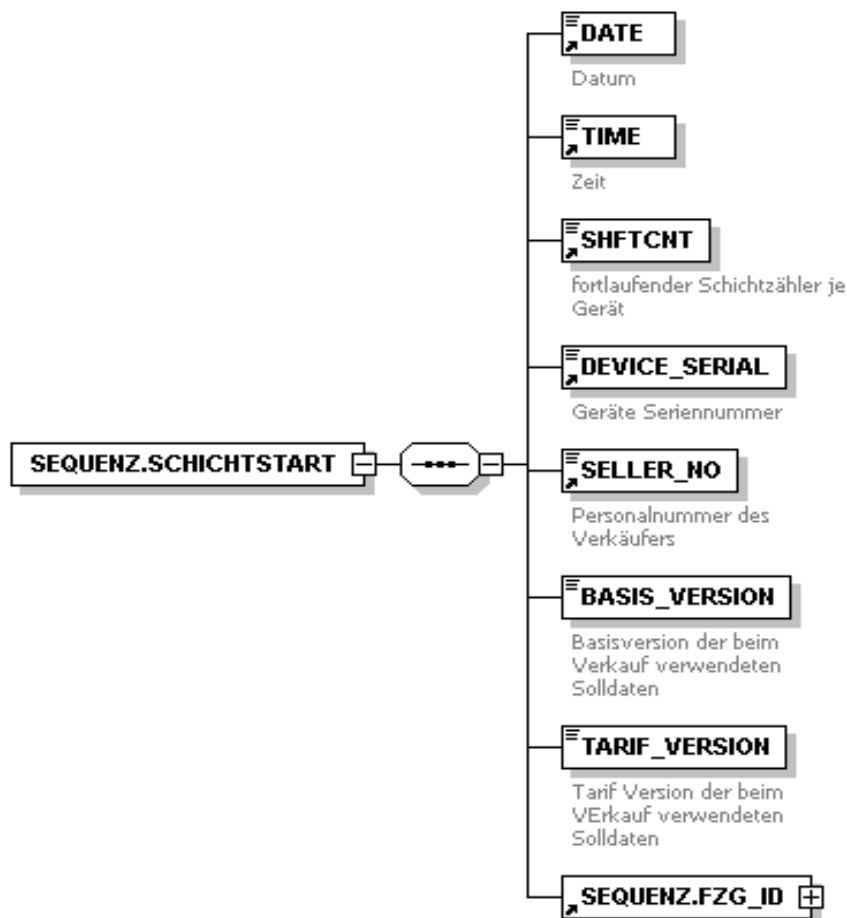 DATE
Datum
TIME
Zeit
SHFTCNT
fortlaufender Schichtzähler je
Gerät
DEVICE_SERIAL
Geräte Seriennummer
SEQUENZ.SCHICHTSTART
SELLER_NO
Personalnummer des
Verkäufers
BASIS_VERSION
Basisversion der beim
Verkauf verwendeten
Solldaten
TARIF_VERSION
Tarif Version der beim
VErkauf verwendeten
Solldaten
SEQUENZ.FZG_ID